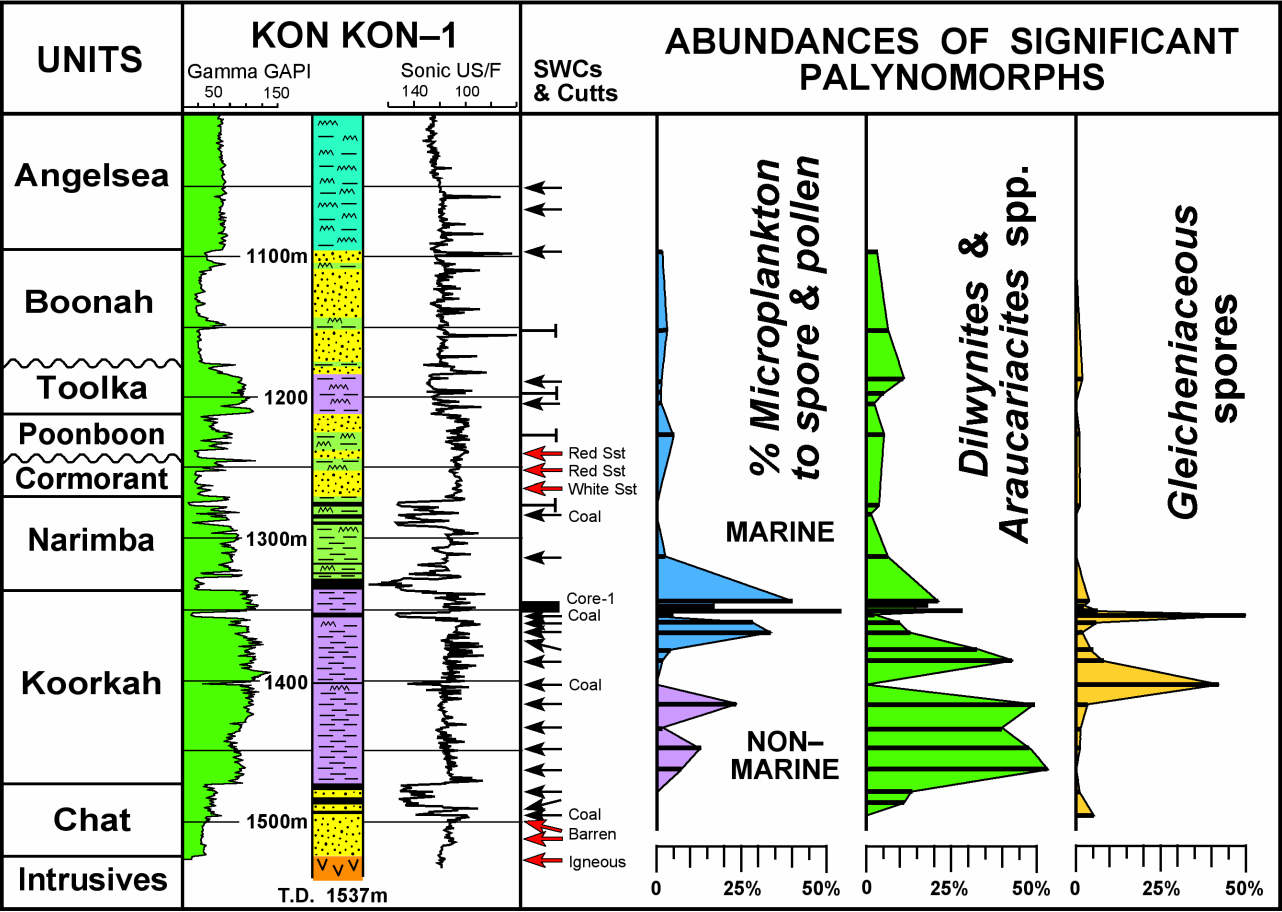 UNITS
KON KON–1
Gamma GAPI
50 150
Sonic US/F
140 100
SWCs
& Cutts
ABUNDANCES OF SIGNIFICANT
PALYNOMORPHS
Angelsea
Boonah
Toolka
Poonboon
Cormorant
Narimba
Koorkah
Chat
Intrusives
1100m
1200
1300m
1400
1500m
T.D. 1537m
Red Sst
Red Sst
White Sst
Coal
Core-1
Coal
Coal
Coal
Barren
Igneous
% Microplankton
to spore & pollen
MARINE
NON–
MARINE
Dilwynites &
Araucariacites spp.
Gleicheniaceous
spores
0 25% 50%
0 25% 50%
0 25% 50%